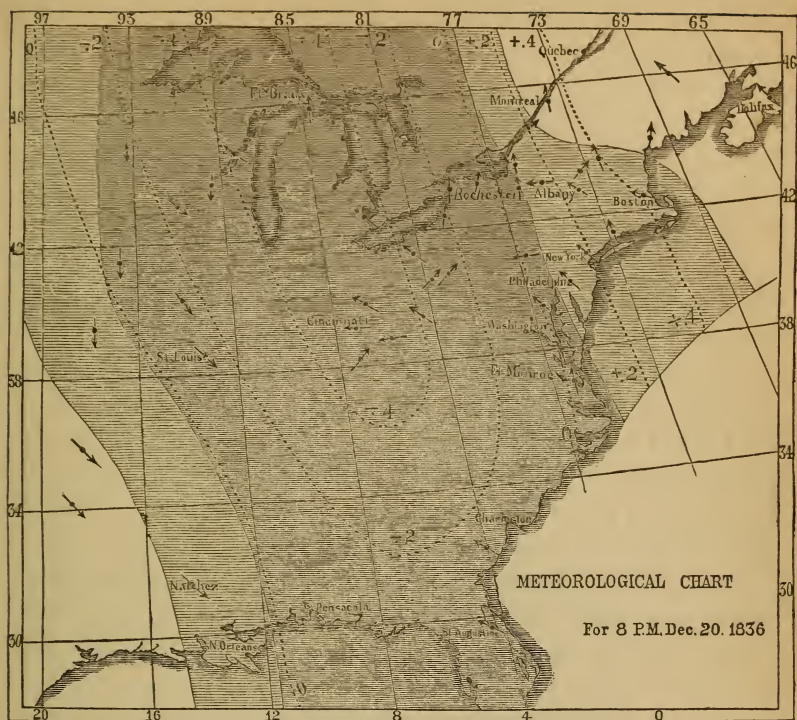 97 93 89 85 81 77 73 69 65
0 ÷2 ÷4 ÷4 ÷2 0 +.2 +.4
Quebec
46
Montreal
Halifax
46
Rochester Albany
Boston
42
42
New York
Philadelphia
Cincinnati
Washington
+.4
38
St. Louis
Ft. Monroe
38
÷4
+.2
0
34
34
Charleston
÷2
METEOROLOGICAL CHART
30
Natchez
Pensacola
For 8 P.M. Dec. 20. 1836
30
N. Orleans
St Augustine
0
20 16 12 8 4 0